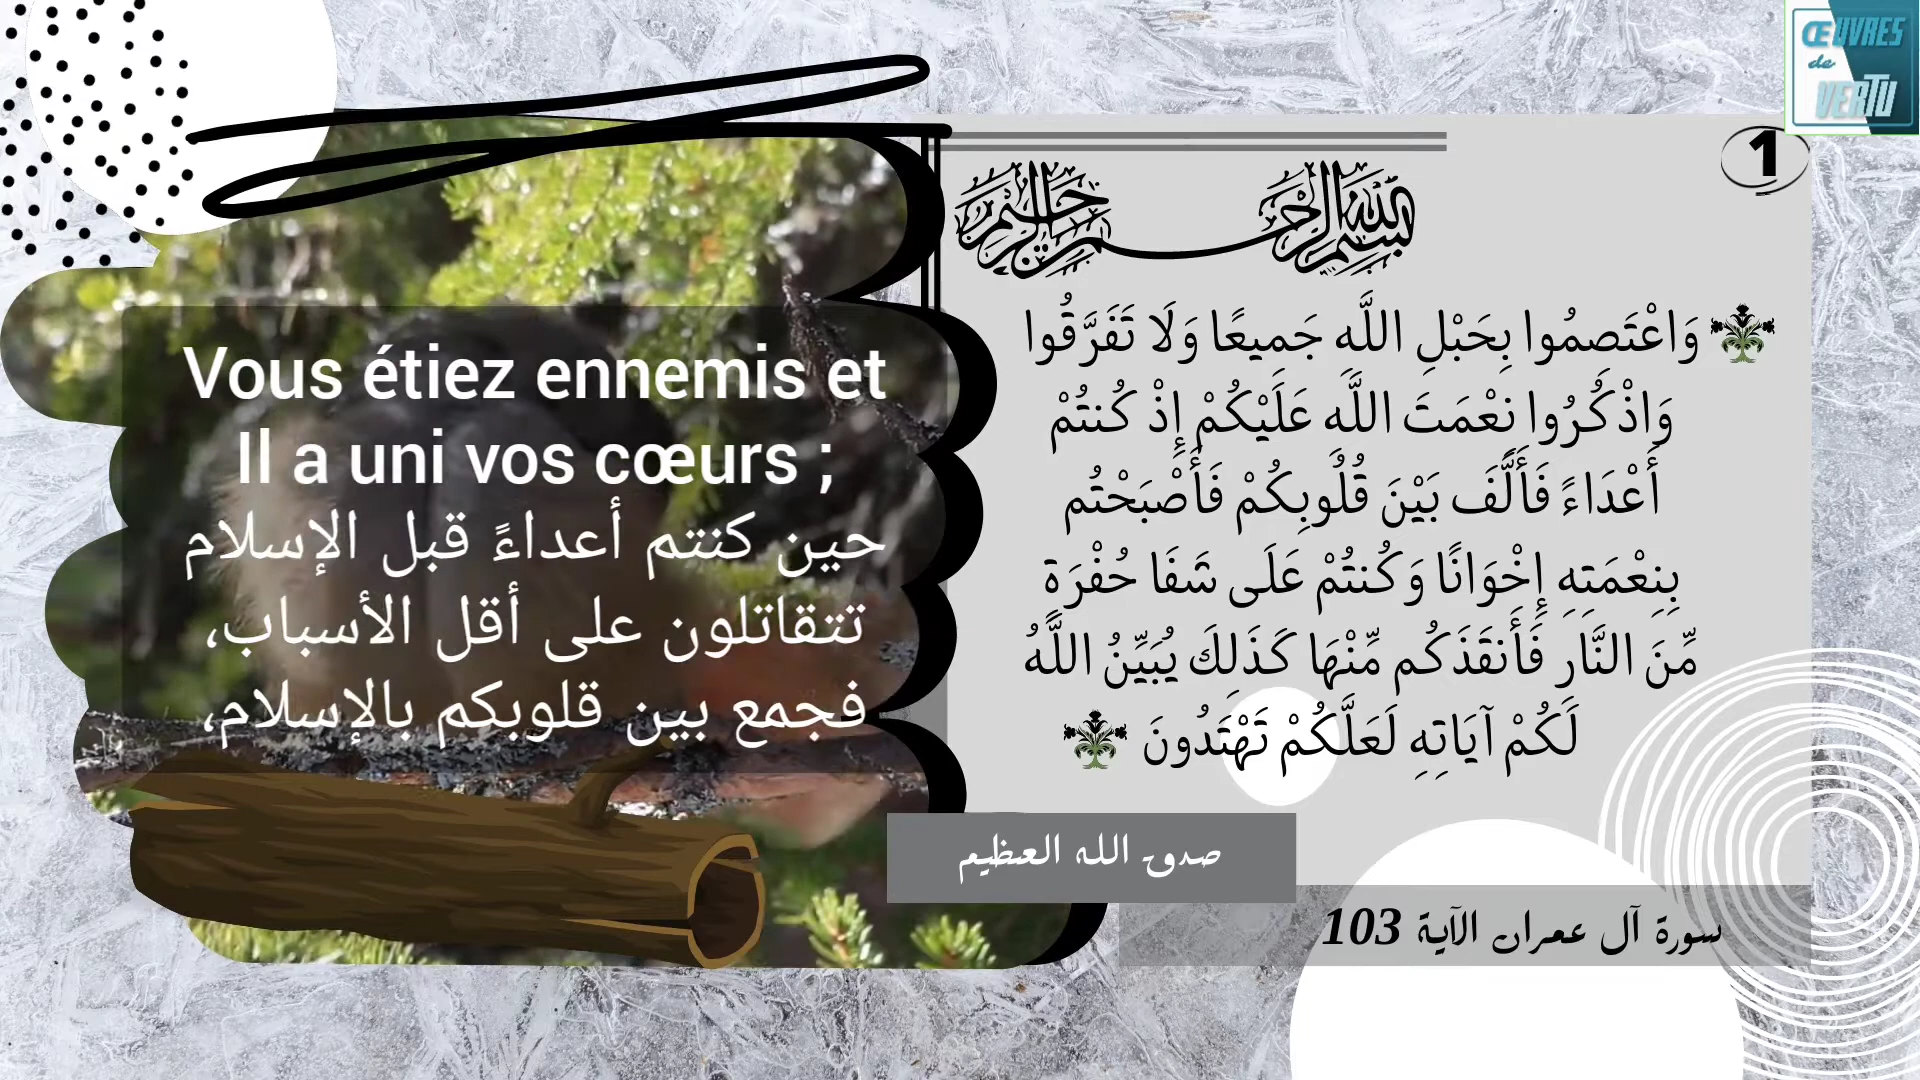 ŒUVRES
de
VERTU
1
بسم الله الرحمن الرحيم
وَاعْتَصِمُوا بِحَبْلِ اللَّهِ جَمِيعًا وَلَا تَفَرَّقُوا
وَاذْكُرُوا نِعْمَتَ اللَّهِ عَلَيْكُمْ إِذْ كُنتُمْ
أَعْدَاءً فَأَلَّفَ بَيْنَ قُلُوبِكُمْ فَأَصْبَحْتُم
بِنِعْمَتِهِ إِخْوَانًا وَكُنتُمْ عَلَى شَفَا حُفْرَةٍ
مِّنَ النَّارِ فَأَنقَذَكُم مِّنْهَا كَذَلِكَ يُبَيِّنُ اللَّهُ
لَكُمْ آيَاتِهِ لَعَلَّكُمْ تَهْتَدُونَ
صدق الله العظيم
سورة آل عمران الآية 103
Vous étiez ennemis et
Il a uni vos cœurs ;
حين كنتم أعداءً قبل الإسلام
تتقاتلون على أقل الأسباب،
فجمع بين قلوبكم بالإسلام،